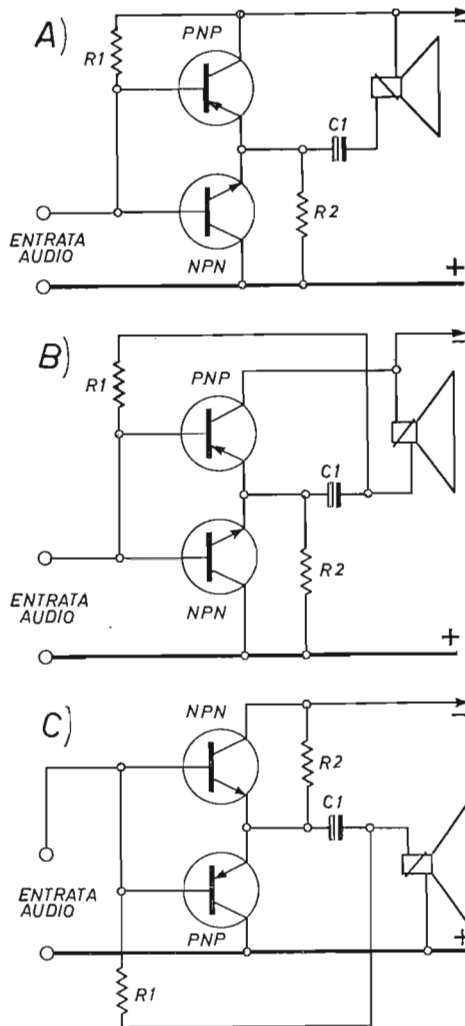 A)
PNP
R1
C1
R2
ENTRATA
AUDIO
NPN
−
+
B)
R1
PNP
C1
R2
ENTRATA
AUDIO
NPN
−
+
C)
NPN
R2
C1
ENTRATA
AUDIO
PNP
R1
−
+